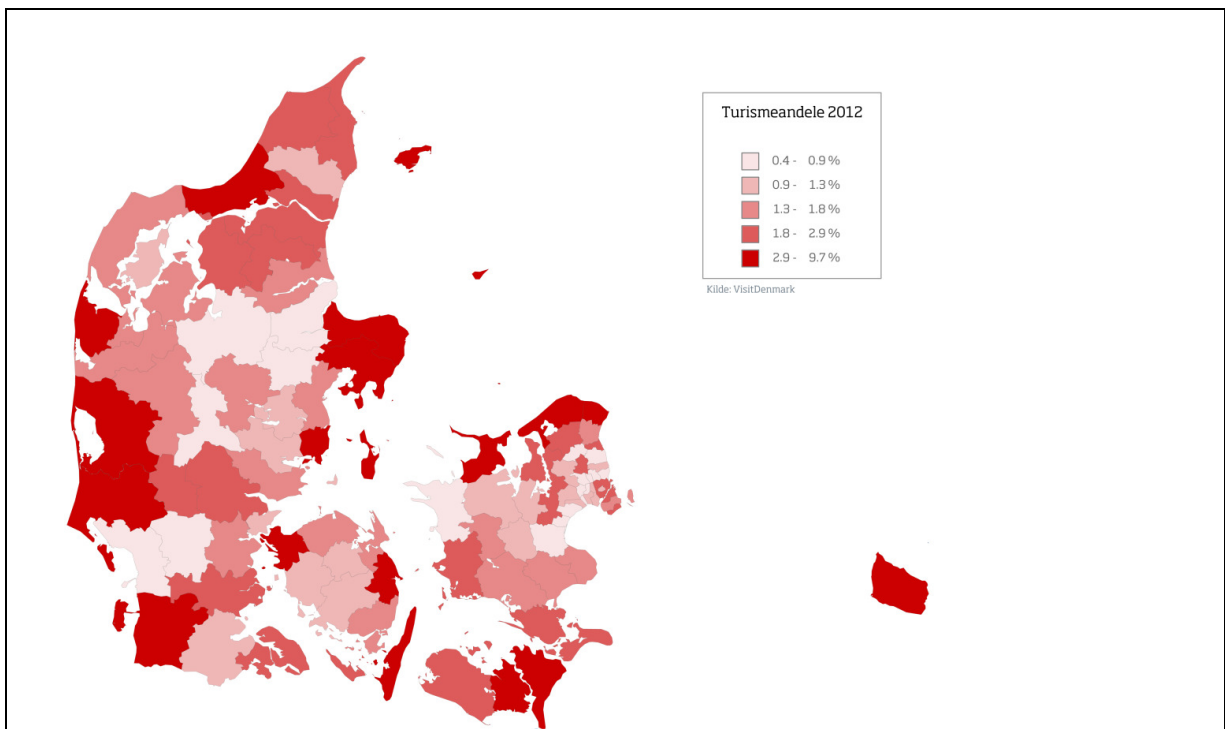 Turismeandele 2012
0.4 - 0.9 %
0.9 - 1.3 %
1.3 - 1.8 %
1.8 - 2.9 %
2.9 - 9.7 %
Kilde: VisitDenmark